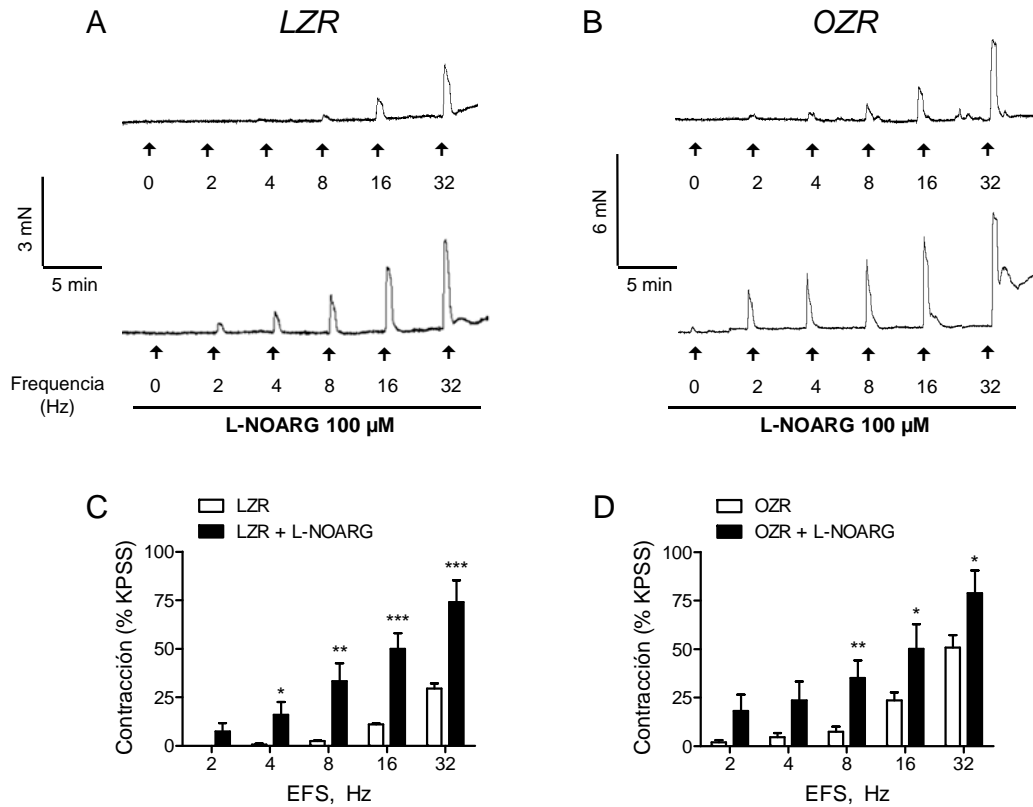 A
LZR
0 2 4 8 16 32
3 mN
5 min
Frequencia
(Hz)
0 2 4 8 16 32
L-NOARG 100 µM
B
OZR
0 2 4 8 16 32
6 mN
5 min
0 2 4 8 16 32
L-NOARG 100 µM
C
LZR
LZR + L-NOARG
Contracción (% KPSS)
100
75
50
25
0
* ** *** ***
2 4 8 16 32
EFS, Hz
D
OZR
OZR + L-NOARG
Contracción (% KPSS)
100
75
50
25
0
** * *
2 4 8 16 32
EFS, Hz